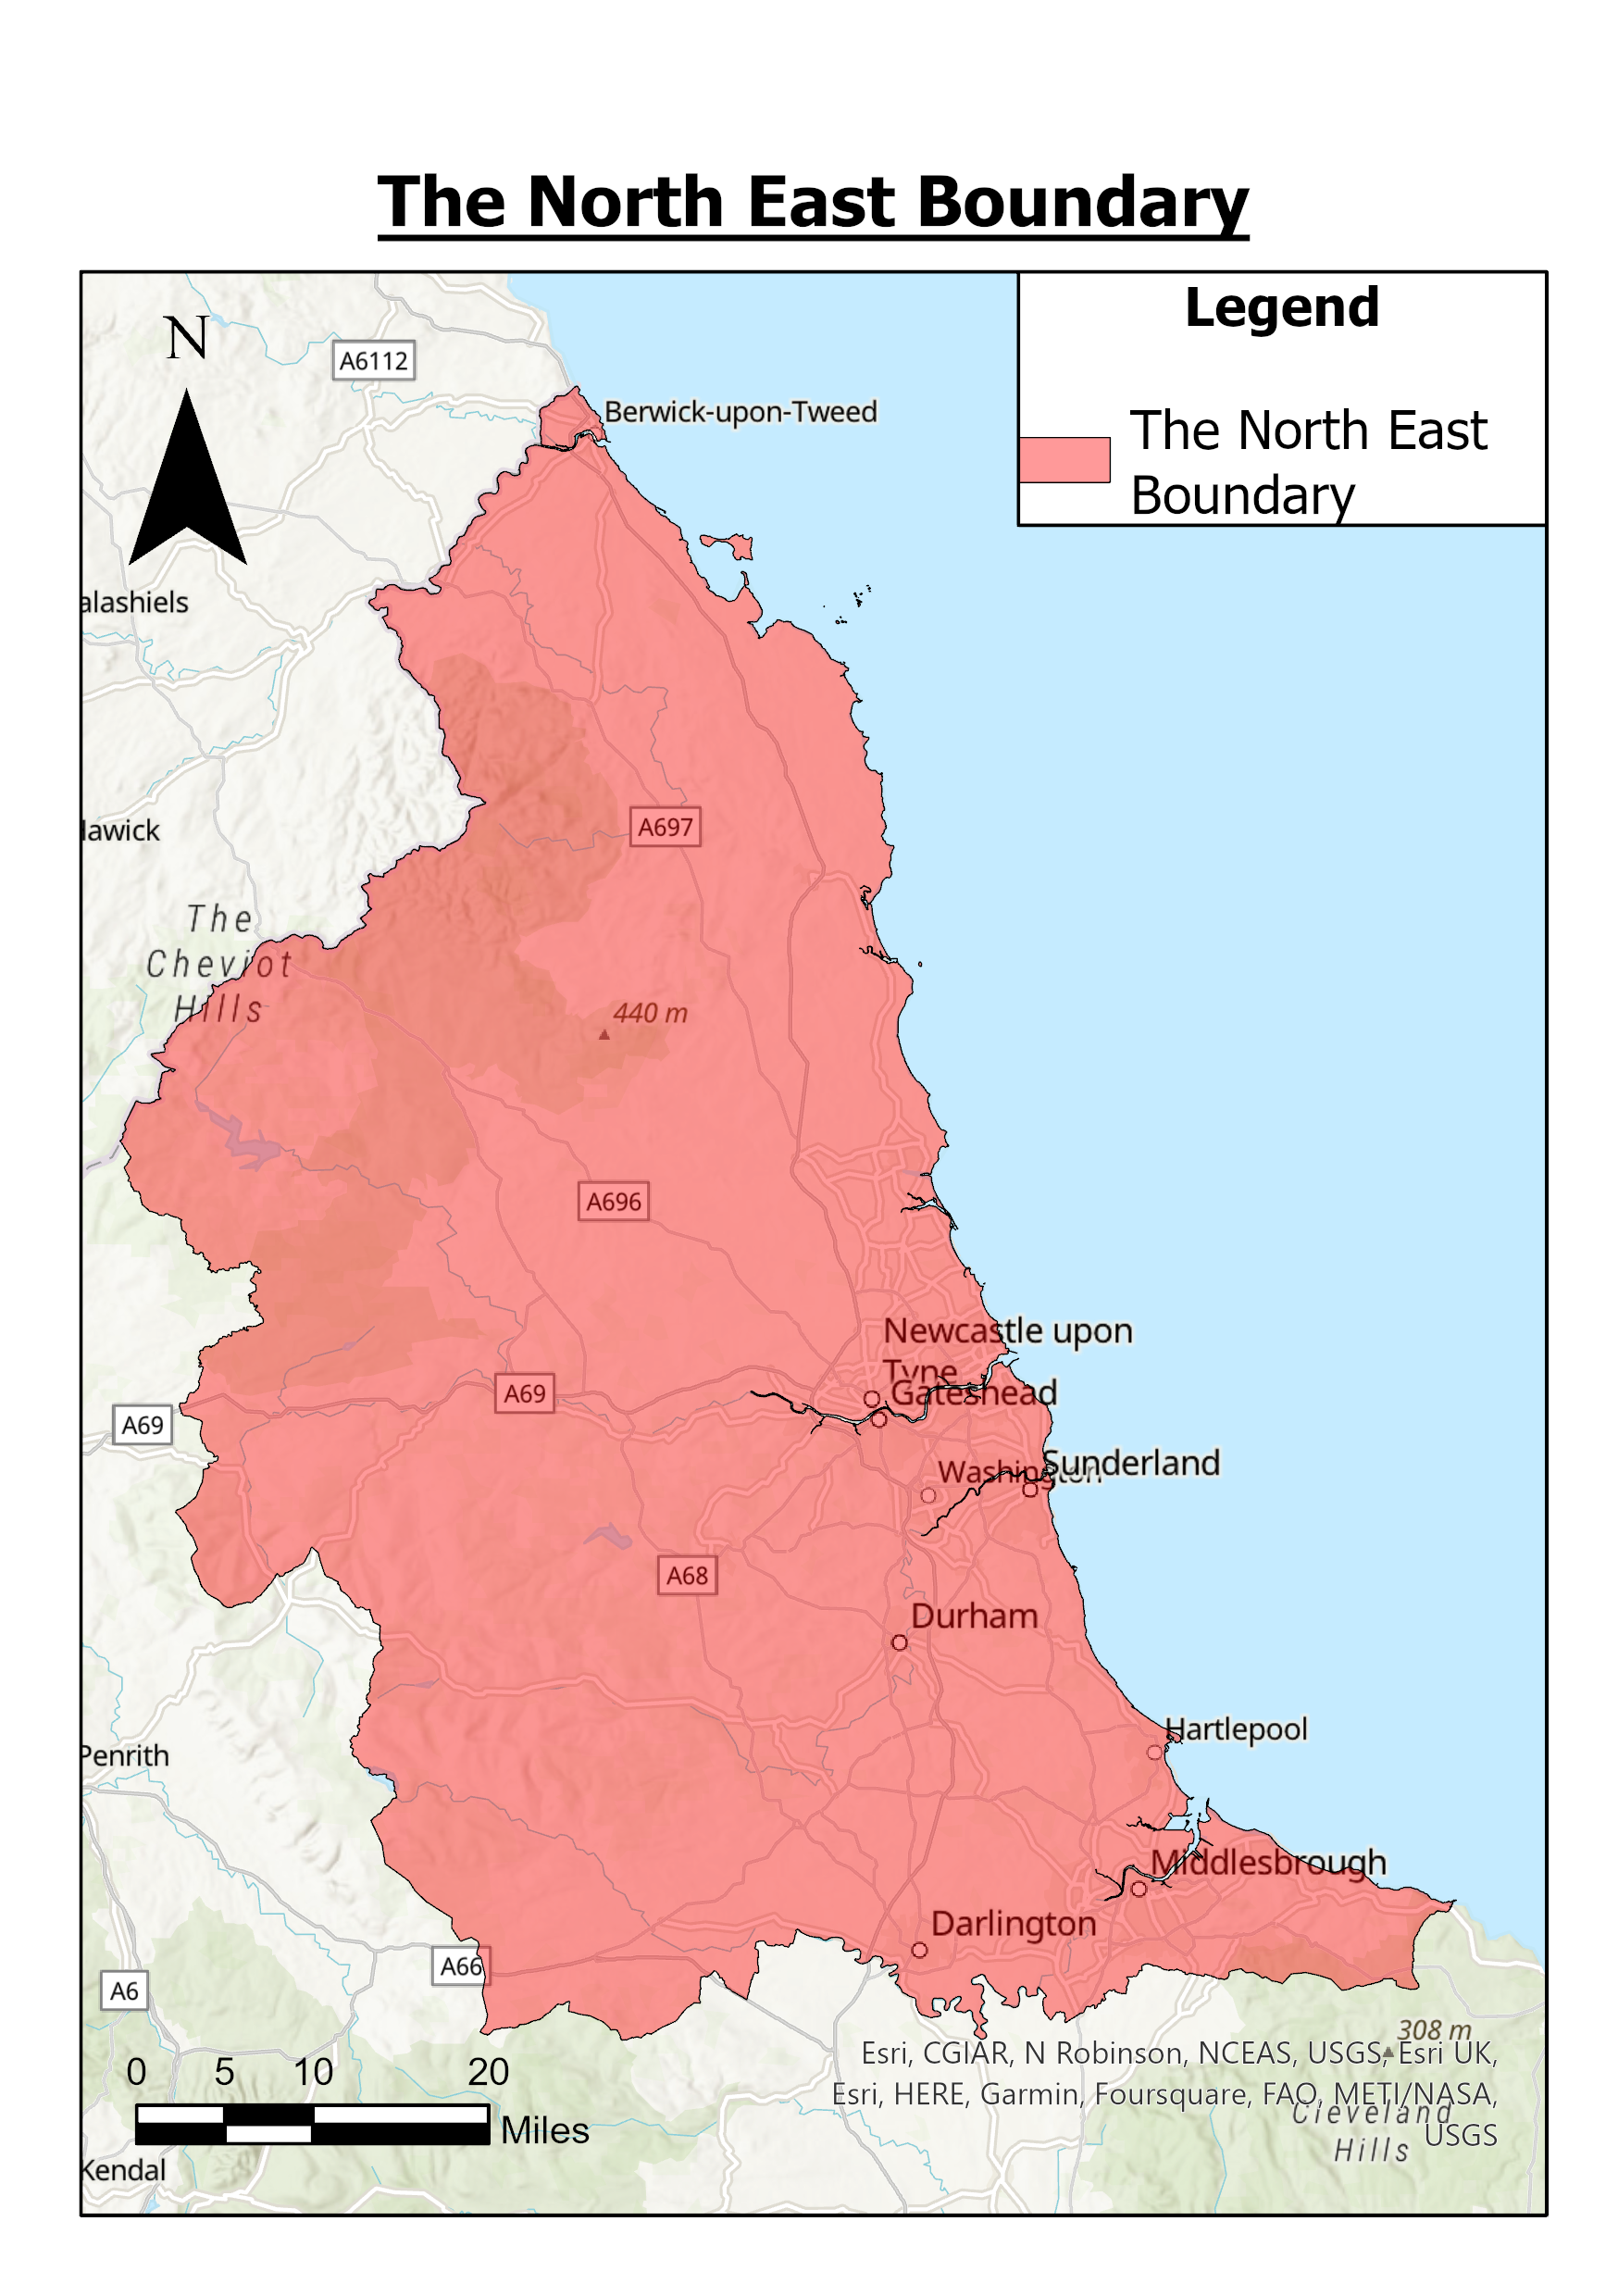 The North East Boundary
Legend
The North East
Boundary
N
A6112
Berwick-upon-Tweed
alashiels
A697
awick
The
Cheviot
Hills
440 m
A696
Newcastle upon
Tyne
Gateshead
A69
A69
Sunderland
Washington
A68
Durham
Hartlepool
Penrith
Middlesbrough
Darlington
A66
A6
308 m
Esri, CGIAR, N Robinson, NCEAS, USGS, Esri UK,
Esri, HERE, Garmin, Foursquare, FAO, METI/NASA,
USGS
Cleveland
Hills
0 5 10 20
Miles
Kendal